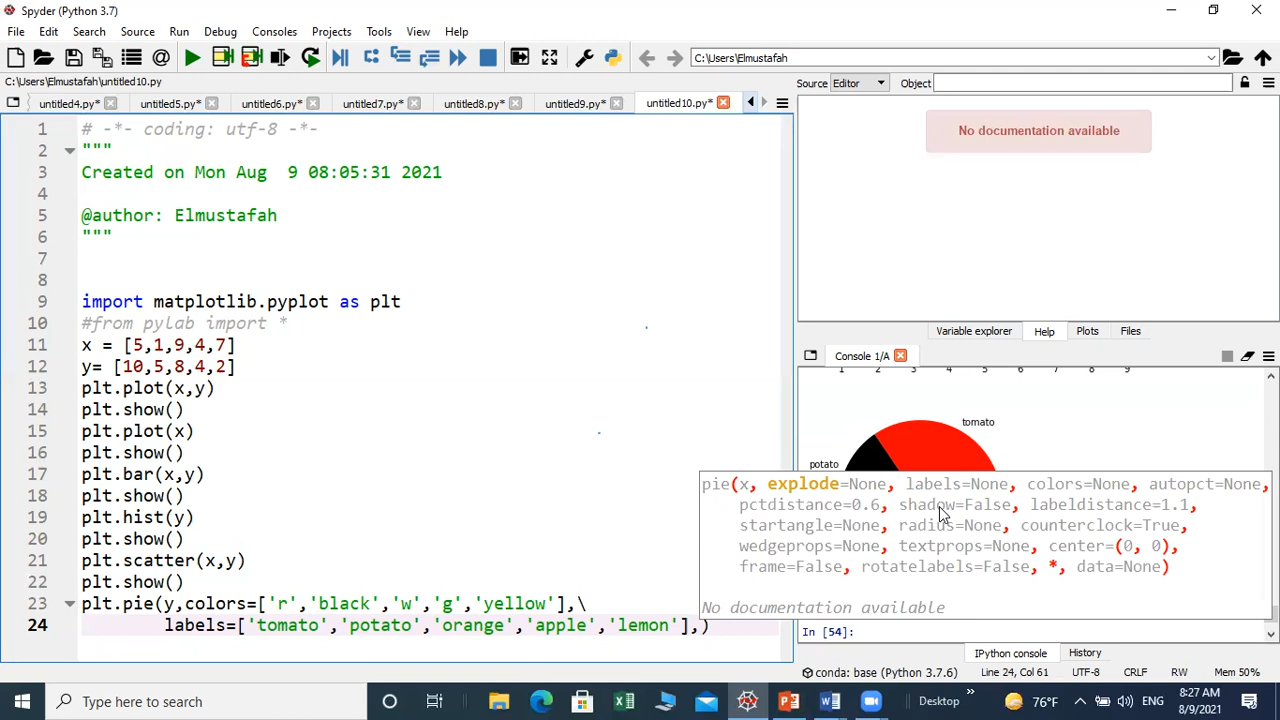 Spyder (Python 3.7)
File Edit Search Source Run Debug Consoles Projects Tools View Help
C:\Users\Elmustafah
C:\Users\Elmustafah\untitled10.py
Source Editor Object
untitled4.py* untitled5.py* untitled6.py* untitled7.py* untitled8.py* untitled9.py* untitled10.py*
1 # -*- coding: utf-8 -*-
2 """
3 Created on Mon Aug  9 08:05:31 2021
4
5 @author: Elmustafah
6 """
7
8
9 import matplotlib.pyplot as plt
10 #from pylab import *
11 x = [5,1,9,4,7]
12 y= [10,5,8,4,2]
13 plt.plot(x,y)
14 plt.show()
15 plt.plot(x)
16 plt.show()
17 plt.bar(x,y)
18 plt.show()
19 plt.hist(y)
20 plt.show()
21 plt.scatter(x,y)
22 plt.show()
23 plt.pie(y,colors=['r','black','w','g','yellow'],\
24 labels=['tomato','potato','orange','apple','lemon'],)
No documentation available
Variable explorer Help Plots Files
Console 1/A
1 2 3 4 5 6 7 8 9
tomato
potato
pie(x, explode=None, labels=None, colors=None, autopct=None,
pctdistance=0.6, shadow=False, labeldistance=1.1,
startangle=None, radius=None, counterclock=True,
wedgeprops=None, textprops=None, center=(0, 0),
frame=False, rotatelabels=False, *, data=None)
No documentation available
In [54]:
IPython console History
conda: base (Python 3.7.6) Line 24, Col 61 UTF-8 CRLF RW Mem 50%
Type here to search
Desktop » 76°F ENG 8:27 AM
8/9/2021